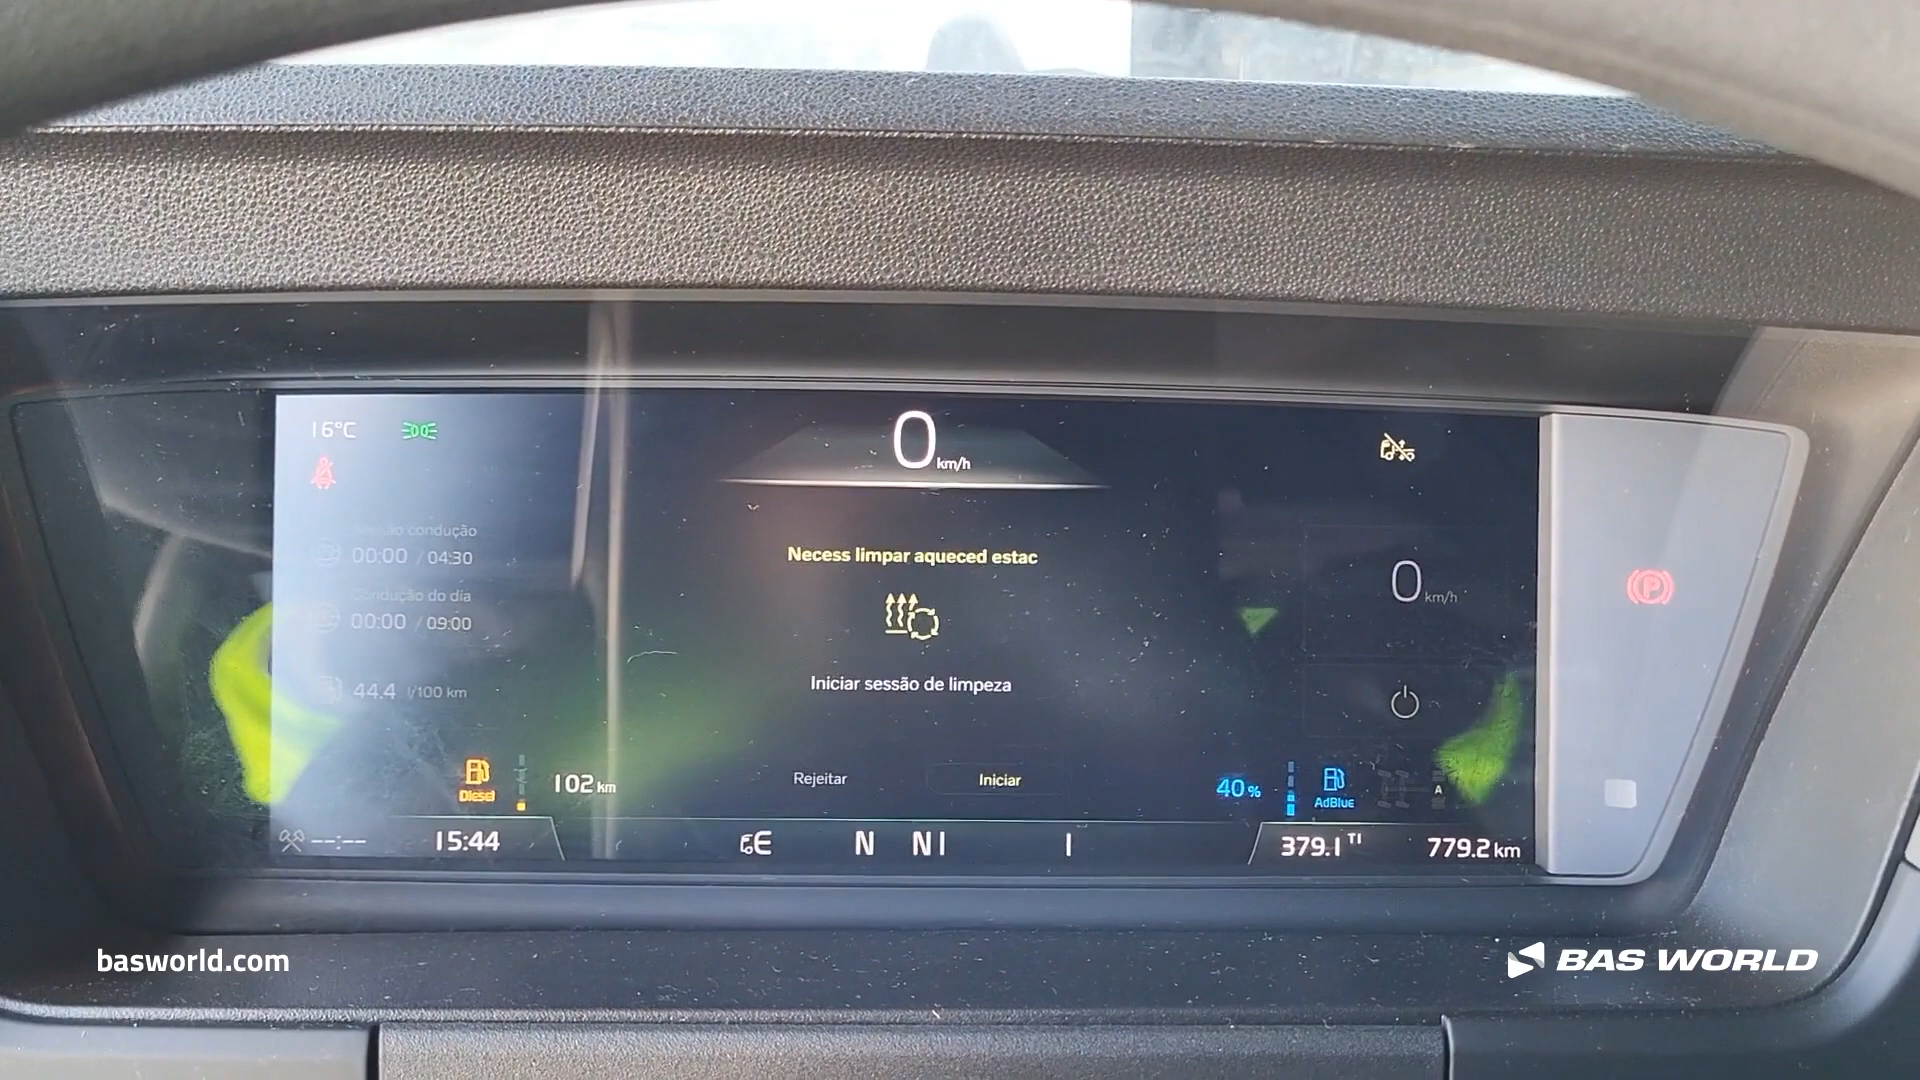 16°C
0 km/h
Sessão condução
00:00 / 04:30
Condução do dia
00:00 / 09:00
44.4 l/100 km
Necess limpar aqueced estac
Iniciar sessão de limpeza
Rejeitar
Iniciar
0 km/h
P
Diesel
102 km
40 %
AdBlue
A
--:--
15:44
E
N
N I
I
379.1 TI
779.2 km
basworld.com
BAS WORLD